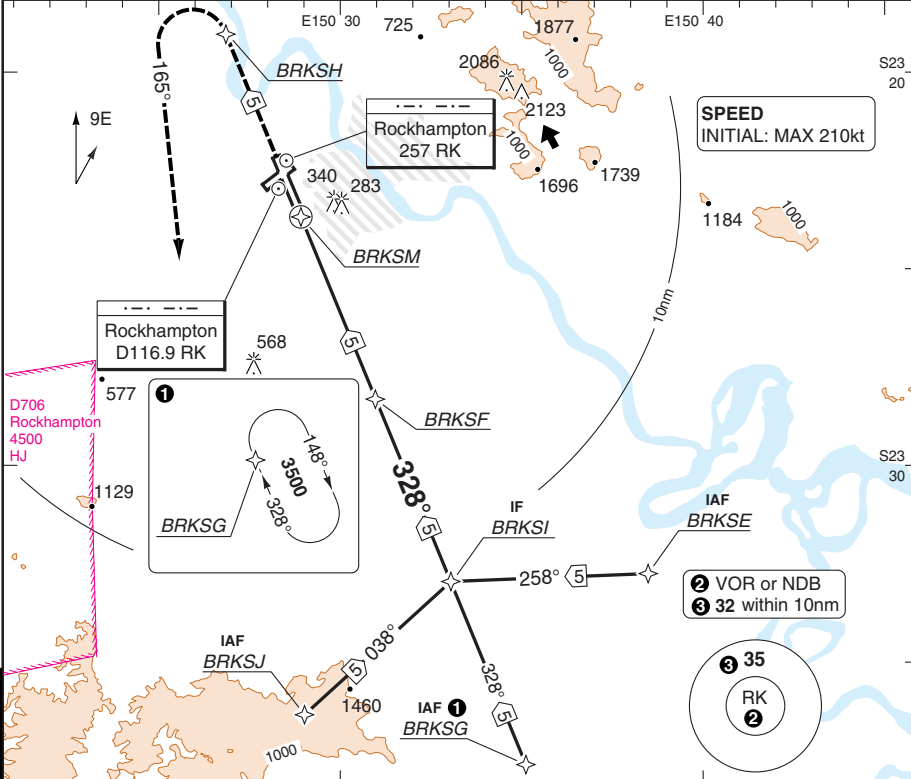 E150 30
E150 40
725
1877
S23
20
BRKSH
2086
1000
165°
5
2123
9E
SPEED
INITIAL: MAX 210kt
Rockhampton
257 RK
1000
340
283
1696
1739
1184
1000
BRKSM
10nm
Rockhampton
D116.9 RK
568
5
577
D706
Rockhampton
4500
HJ
1
BRKSF
148°
3500
328°
BRKSG
328°
S23
30
1129
IF
BRKSI
IAF
BRKSE
5
258°
5
2 VOR or NDB
3 32 within 10nm
038°
5
IAF
BRKSJ
1460
328°
5
IAF 1
BRKSG
1000
3 35
RK
2